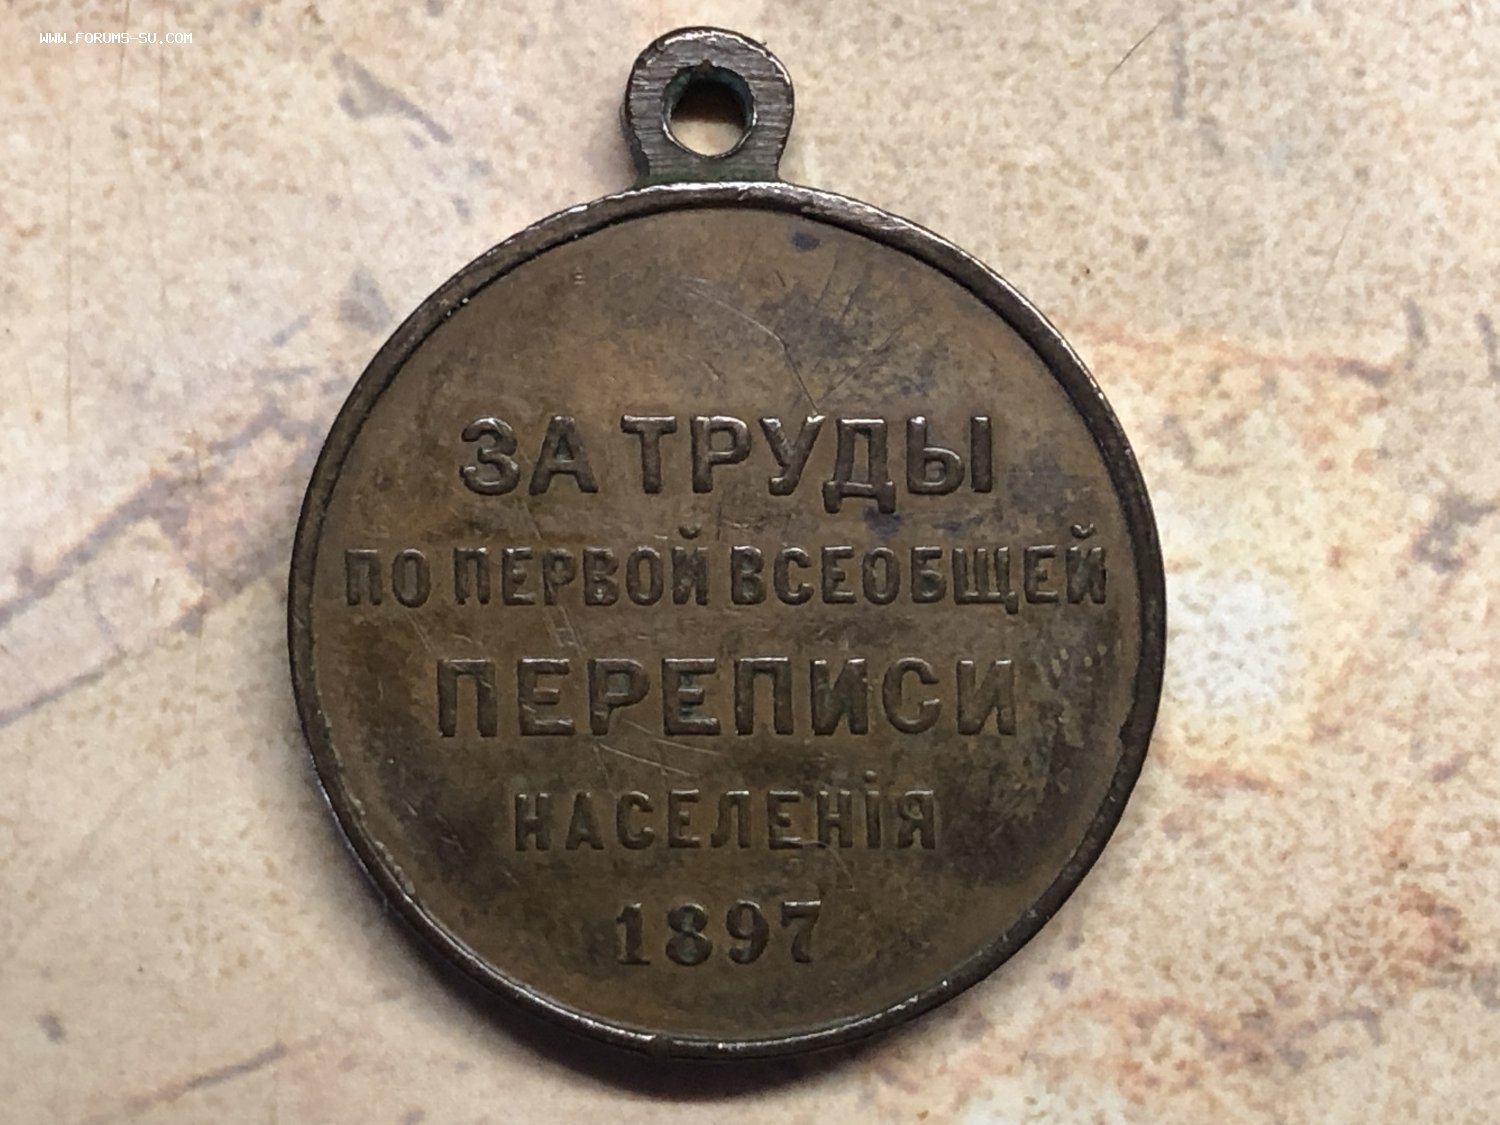 WWW.FORUMS-SU.COM
ЗА ТРУДЫ
ПО ПЕРВОЙ ВСЕОБЩЕЙ
ПЕРЕПИСИ
НАСЕЛЕНІЯ
1897